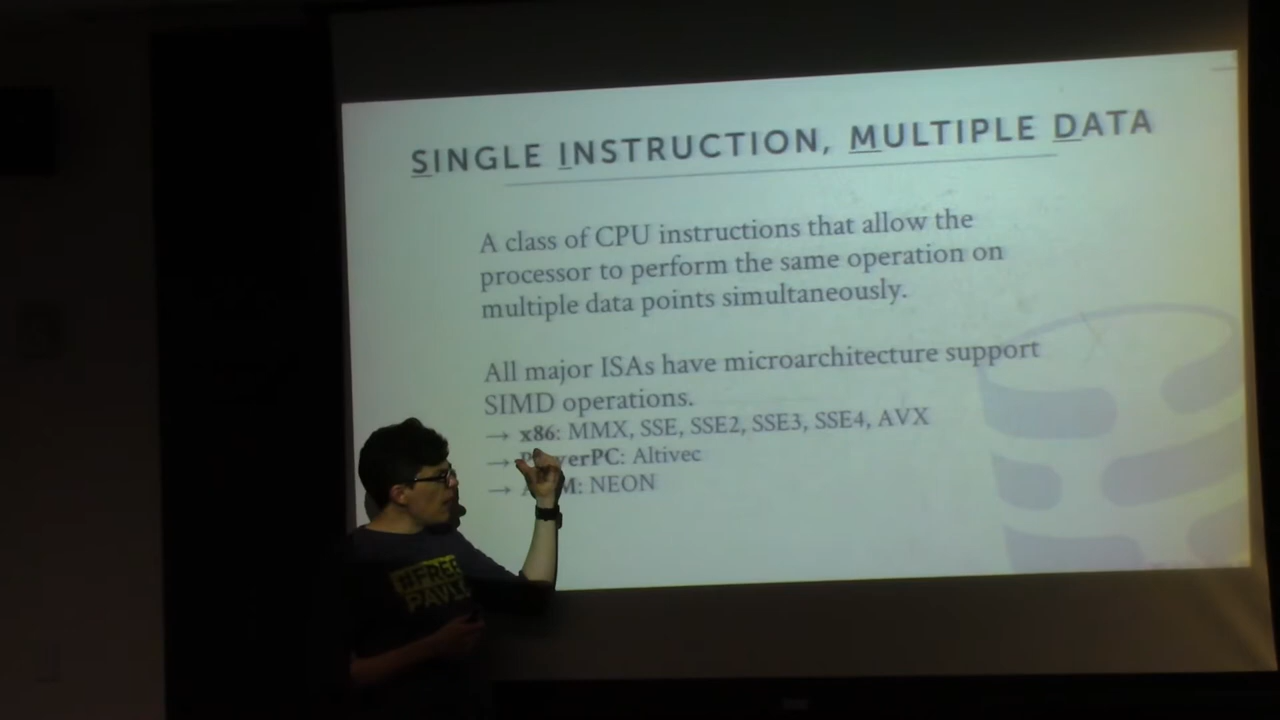 SINGLE INSTRUCTION, MULTIPLE DATA
A class of CPU instructions that allow the
processor to perform the same operation on
multiple data points simultaneously.
All major ISAs have microarchitecture support
SIMD operations.
→ x86: MMX, SSE, SSE2, SSE3, SSE4, AVX
→ PowerPC: Altivec
→ ARM: NEON
#FREE